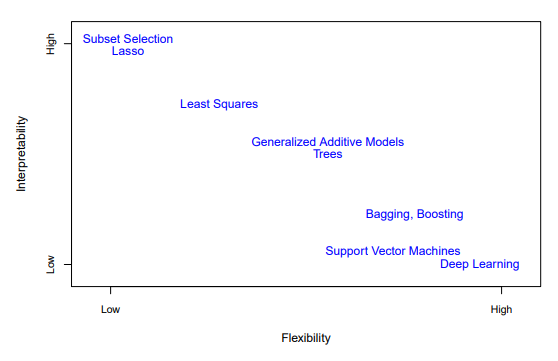 High
Subset Selection
Lasso
Least Squares
Interpretability
Generalized Additive Models
Trees
Bagging, Boosting
Support Vector Machines
Low
Deep Learning
Low
High
Flexibility